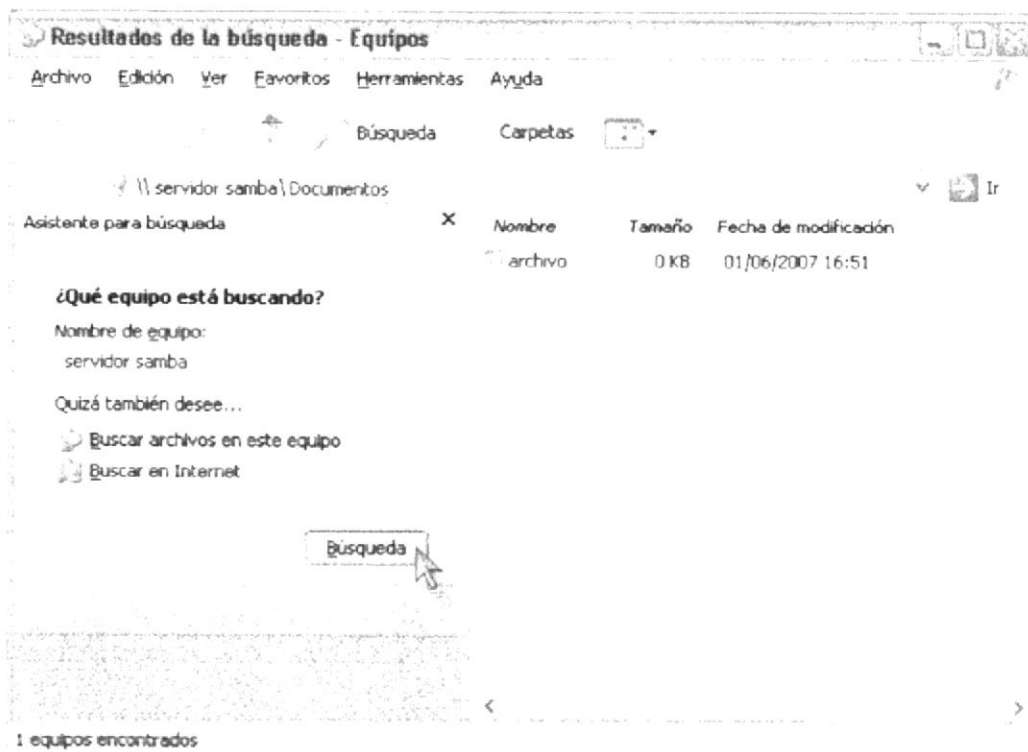 Resultados de la búsqueda - Equipos
Archivo Edición Ver Favoritos Herramientas Ayuda
Búsqueda Carpetas
\\ servidor samba\Documentos Ir
Asistente para búsqueda
Nombre Tamaño Fecha de modificación
archivo 0 KB 01/06/2007 16:51
¿Qué equipo está buscando?
Nombre de equipo:
servidor samba
Quizá también desee...
Buscar archivos en este equipo
Buscar en Internet
Búsqueda
1 equipos encontrados